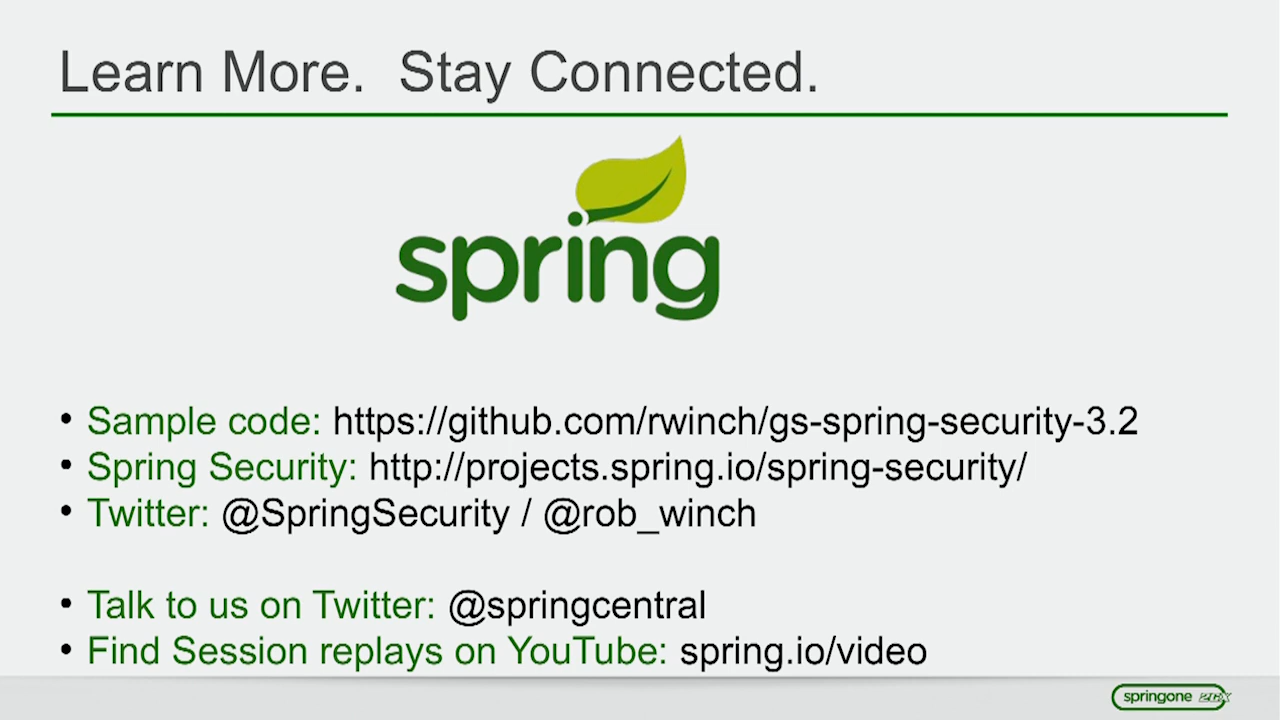 Learn More. Stay Connected.
spring
• Sample code: https://github.com/rwinch/gs-spring-security-3.2
• Spring Security: http://projects.spring.io/spring-security/
• Twitter: @SpringSecurity / @rob_winch
• Talk to us on Twitter: @springcentral
• Find Session replays on YouTube: spring.io/video
springone 2GX